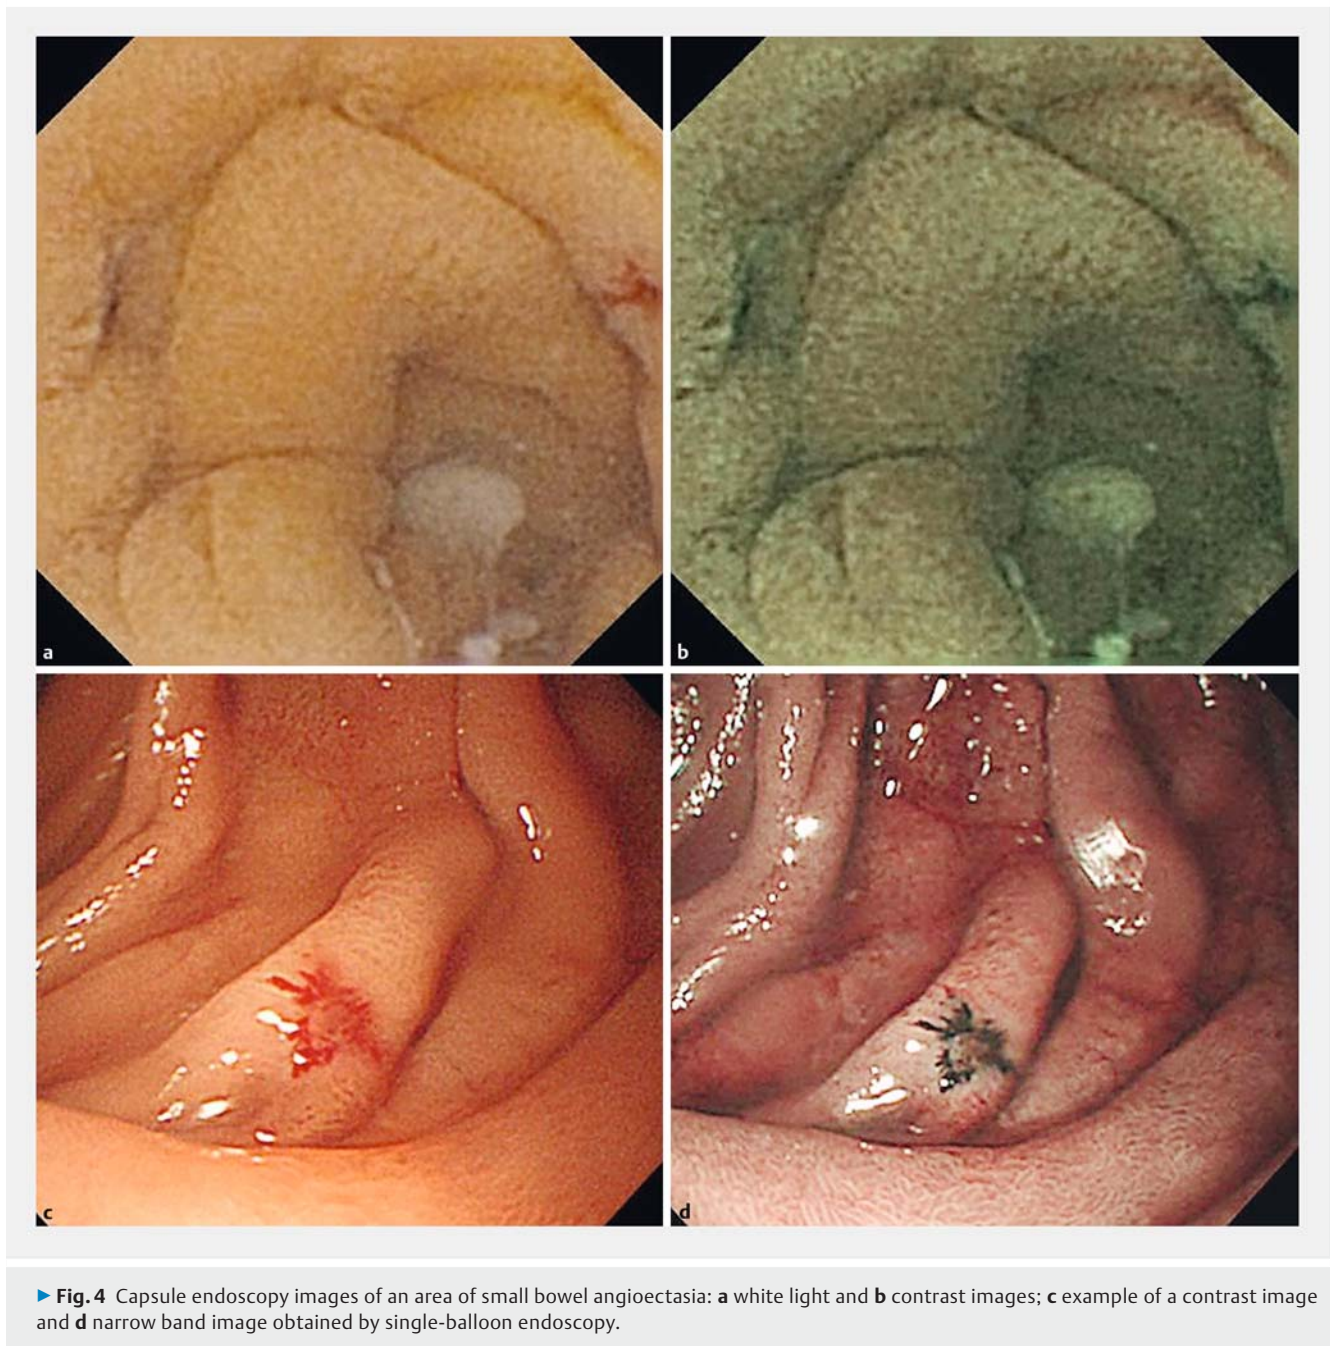 a
b
c
d
▶ Fig. 4 Capsule endoscopy images of an area of small bowel angioectasia: a white light and b contrast images; c example of a contrast image
and d narrow band image obtained by single-balloon endoscopy.